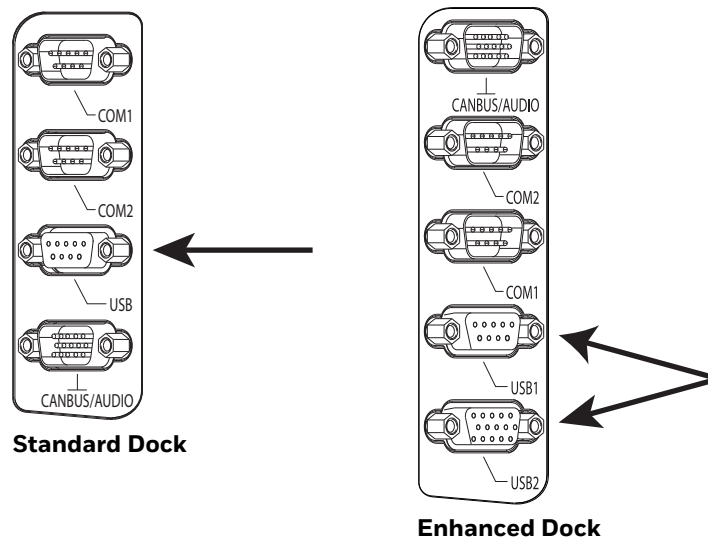 COM1
COM2
USB
CANBUS/AUDIO
Standard Dock
CANBUS/AUDIO
COM2
COM1
USB1
USB2
Enhanced Dock